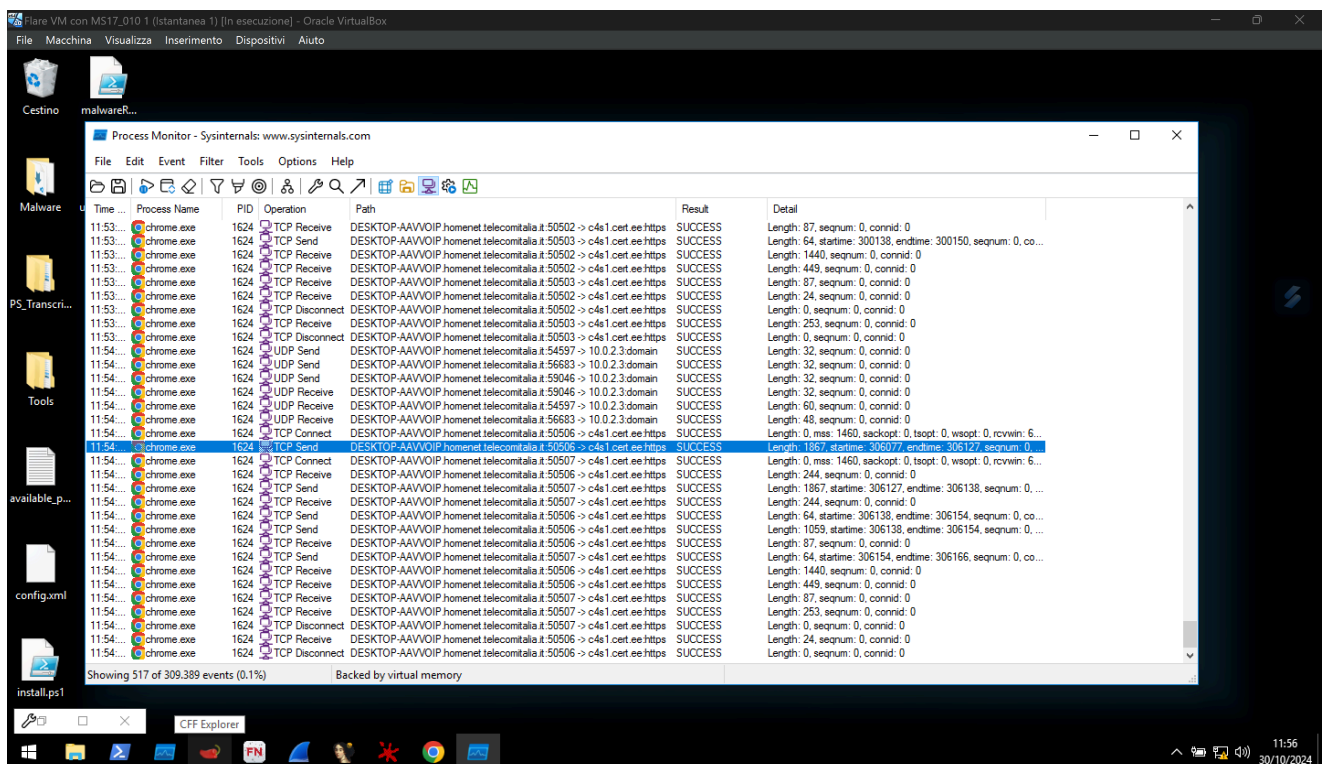 Flare VM con MS17_010 1 (Istantanea 1) [In esecuzione] - Oracle VirtualBox
File Macchina Visualizza Inserimento Dispositivi Aiuto
Cestino
malwareR...
Process Monitor - Sysinternals: www.sysinternals.com
File Edit Event Filter Tools Options Help
Malware
u
Time ... Process Name PID Operation Path Result Detail
11:53:... chrome.exe 1624 TCP Receive DESKTOP-AAVVOIP.homenet.telecomitalia.it:50502 -> c4s1.cert.ee:https SUCCESS Length: 87, seqnum: 0, connid: 0
11:53:... chrome.exe 1624 TCP Send DESKTOP-AAVVOIP.homenet.telecomitalia.it:50503 -> c4s1.cert.ee:https SUCCESS Length: 64, startime: 300138, endtime: 300150, seqnum: 0, co...
11:53:... chrome.exe 1624 TCP Receive DESKTOP-AAVVOIP.homenet.telecomitalia.it:50502 -> c4s1.cert.ee:https SUCCESS Length: 1440, seqnum: 0, connid: 0
11:53:... chrome.exe 1624 TCP Receive DESKTOP-AAVVOIP.homenet.telecomitalia.it:50502 -> c4s1.cert.ee:https SUCCESS Length: 449, seqnum: 0, connid: 0
11:53:... chrome.exe 1624 TCP Receive DESKTOP-AAVVOIP.homenet.telecomitalia.it:50503 -> c4s1.cert.ee:https SUCCESS Length: 87, seqnum: 0, connid: 0
11:53:... chrome.exe 1624 TCP Receive DESKTOP-AAVVOIP.homenet.telecomitalia.it:50502 -> c4s1.cert.ee:https SUCCESS Length: 24, seqnum: 0, connid: 0
11:53:... chrome.exe 1624 TCP Disconnect DESKTOP-AAVVOIP.homenet.telecomitalia.it:50502 -> c4s1.cert.ee:https SUCCESS Length: 0, seqnum: 0, connid: 0
11:53:... chrome.exe 1624 TCP Receive DESKTOP-AAVVOIP.homenet.telecomitalia.it:50503 -> c4s1.cert.ee:https SUCCESS Length: 253, seqnum: 0, connid: 0
11:53:... chrome.exe 1624 TCP Disconnect DESKTOP-AAVVOIP.homenet.telecomitalia.it:50503 -> c4s1.cert.ee:https SUCCESS Length: 0, seqnum: 0, connid: 0
11:54:... chrome.exe 1624 UDP Send DESKTOP-AAVVOIP.homenet.telecomitalia.it:54597 -> 10.0.2.3:domain SUCCESS Length: 32, seqnum: 0, connid: 0
11:54:... chrome.exe 1624 UDP Send DESKTOP-AAVVOIP.homenet.telecomitalia.it:56683 -> 10.0.2.3:domain SUCCESS Length: 32, seqnum: 0, connid: 0
11:54:... chrome.exe 1624 UDP Send DESKTOP-AAVVOIP.homenet.telecomitalia.it:59046 -> 10.0.2.3:domain SUCCESS Length: 32, seqnum: 0, connid: 0
11:54:... chrome.exe 1624 UDP Receive DESKTOP-AAVVOIP.homenet.telecomitalia.it:59046 -> 10.0.2.3:domain SUCCESS Length: 32, seqnum: 0, connid: 0
11:54:... chrome.exe 1624 UDP Receive DESKTOP-AAVVOIP.homenet.telecomitalia.it:54597 -> 10.0.2.3:domain SUCCESS Length: 60, seqnum: 0, connid: 0
11:54:... chrome.exe 1624 UDP Receive DESKTOP-AAVVOIP.homenet.telecomitalia.it:56683 -> 10.0.2.3:domain SUCCESS Length: 48, seqnum: 0, connid: 0
11:54:... chrome.exe 1624 TCP Connect DESKTOP-AAVVOIP.homenet.telecomitalia.it:50506 -> c4s1.cert.ee:https SUCCESS Length: 0, mss: 1460, sackopt: 0, tsopt: 0, wsopt: 0, rcvwin: 6...
11:54:... chrome.exe 1624 TCP Send DESKTOP-AAVVOIP.homenet.telecomitalia.it:50506 -> c4s1.cert.ee:https SUCCESS Length: 1867, startime: 306077, endtime: 306127, seqnum: 0, ...
11:54:... chrome.exe 1624 TCP Connect DESKTOP-AAVVOIP.homenet.telecomitalia.it:50507 -> c4s1.cert.ee:https SUCCESS Length: 0, mss: 1460, sackopt: 0, tsopt: 0, wsopt: 0, rcvwin: 6...
11:54:... chrome.exe 1624 TCP Receive DESKTOP-AAVVOIP.homenet.telecomitalia.it:50506 -> c4s1.cert.ee:https SUCCESS Length: 244, seqnum: 0, connid: 0
11:54:... chrome.exe 1624 TCP Send DESKTOP-AAVVOIP.homenet.telecomitalia.it:50507 -> c4s1.cert.ee:https SUCCESS Length: 1867, startime: 306127, endtime: 306138, seqnum: 0, ...
11:54:... chrome.exe 1624 TCP Receive DESKTOP-AAVVOIP.homenet.telecomitalia.it:50507 -> c4s1.cert.ee:https SUCCESS Length: 244, seqnum: 0, connid: 0
11:54:... chrome.exe 1624 TCP Send DESKTOP-AAVVOIP.homenet.telecomitalia.it:50506 -> c4s1.cert.ee:https SUCCESS Length: 64, startime: 306138, endtime: 306154, seqnum: 0, co...
11:54:... chrome.exe 1624 TCP Send DESKTOP-AAVVOIP.homenet.telecomitalia.it:50506 -> c4s1.cert.ee:https SUCCESS Length: 1059, startime: 306138, endtime: 306154, seqnum: 0, ...
11:54:... chrome.exe 1624 TCP Receive DESKTOP-AAVVOIP.homenet.telecomitalia.it:50506 -> c4s1.cert.ee:https SUCCESS Length: 87, seqnum: 0, connid: 0
11:54:... chrome.exe 1624 TCP Send DESKTOP-AAVVOIP.homenet.telecomitalia.it:50507 -> c4s1.cert.ee:https SUCCESS Length: 64, startime: 306154, endtime: 306166, seqnum: 0, co...
11:54:... chrome.exe 1624 TCP Receive DESKTOP-AAVVOIP.homenet.telecomitalia.it:50506 -> c4s1.cert.ee:https SUCCESS Length: 1440, seqnum: 0, connid: 0
11:54:... chrome.exe 1624 TCP Receive DESKTOP-AAVVOIP.homenet.telecomitalia.it:50506 -> c4s1.cert.ee:https SUCCESS Length: 449, seqnum: 0, connid: 0
11:54:... chrome.exe 1624 TCP Receive DESKTOP-AAVVOIP.homenet.telecomitalia.it:50507 -> c4s1.cert.ee:https SUCCESS Length: 87, seqnum: 0, connid: 0
11:54:... chrome.exe 1624 TCP Receive DESKTOP-AAVVOIP.homenet.telecomitalia.it:50507 -> c4s1.cert.ee:https SUCCESS Length: 253, seqnum: 0, connid: 0
11:54:... chrome.exe 1624 TCP Disconnect DESKTOP-AAVVOIP.homenet.telecomitalia.it:50507 -> c4s1.cert.ee:https SUCCESS Length: 0, seqnum: 0, connid: 0
11:54:... chrome.exe 1624 TCP Receive DESKTOP-AAVVOIP.homenet.telecomitalia.it:50506 -> c4s1.cert.ee:https SUCCESS Length: 24, seqnum: 0, connid: 0
11:54:... chrome.exe 1624 TCP Disconnect DESKTOP-AAVVOIP.homenet.telecomitalia.it:50506 -> c4s1.cert.ee:https SUCCESS Length: 0, seqnum: 0, connid: 0
Showing 517 of 309.389 events (0.1%) Backed by virtual memory
PS_Transcri...
Tools
available_p...
config.xml
install.ps1
CFF Explorer
FN
11:56
30/10/2024